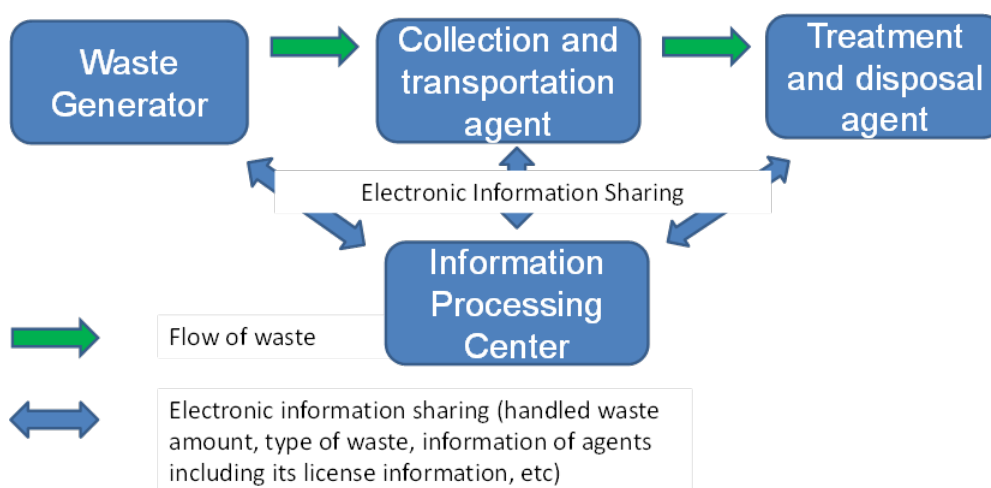 Waste
Generator
Collection and
transportation
agent
Treatment
and disposal
agent
Electronic Information Sharing
Information
Processing
Center
Flow of waste
Electronic information sharing (handled waste
amount, type of waste, information of agents
including its license information, etc)